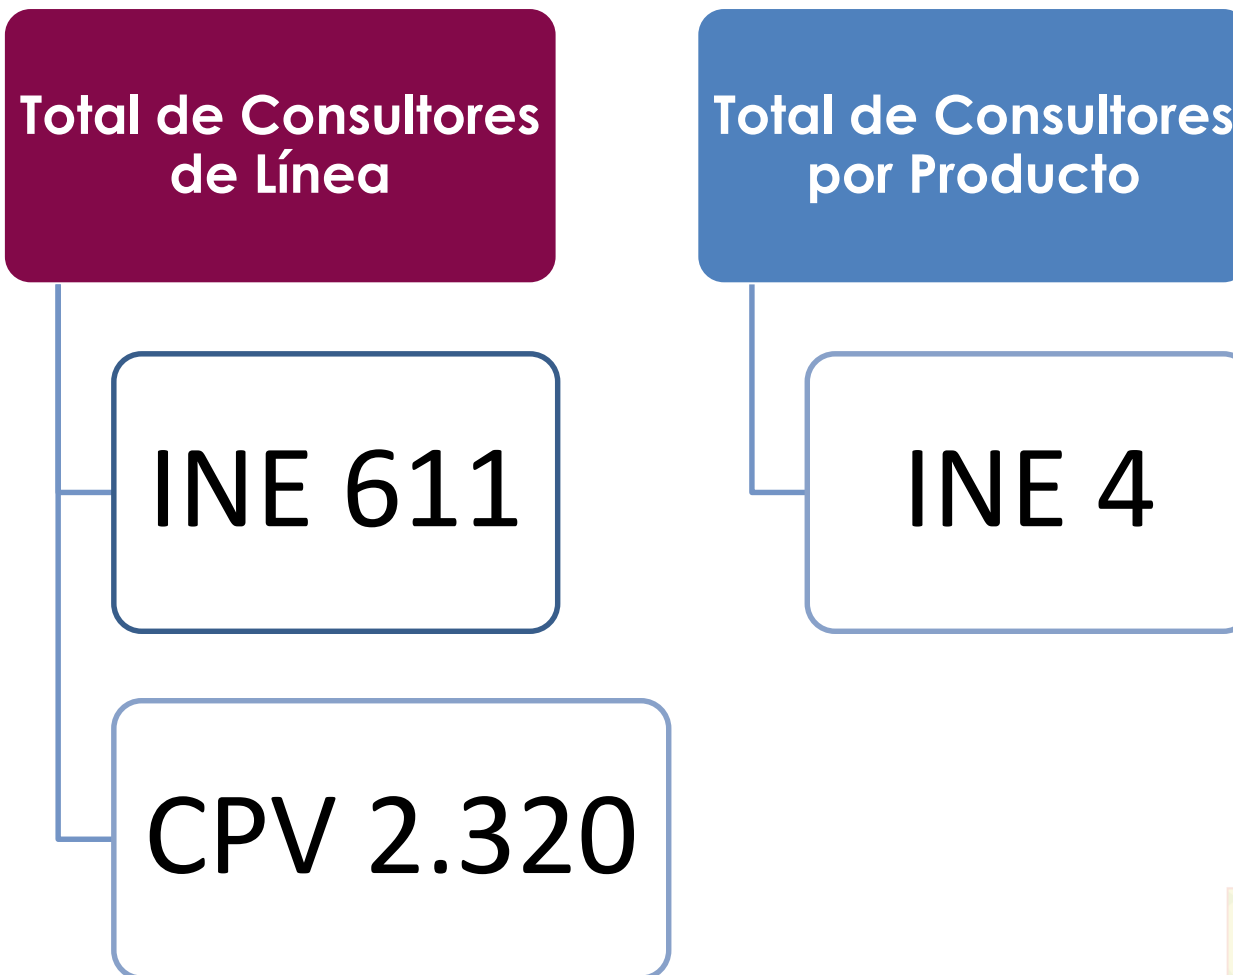 Total de Consultores
de Línea
INE 611
CPV 2.320
Total de Consultores
por Producto
INE 4